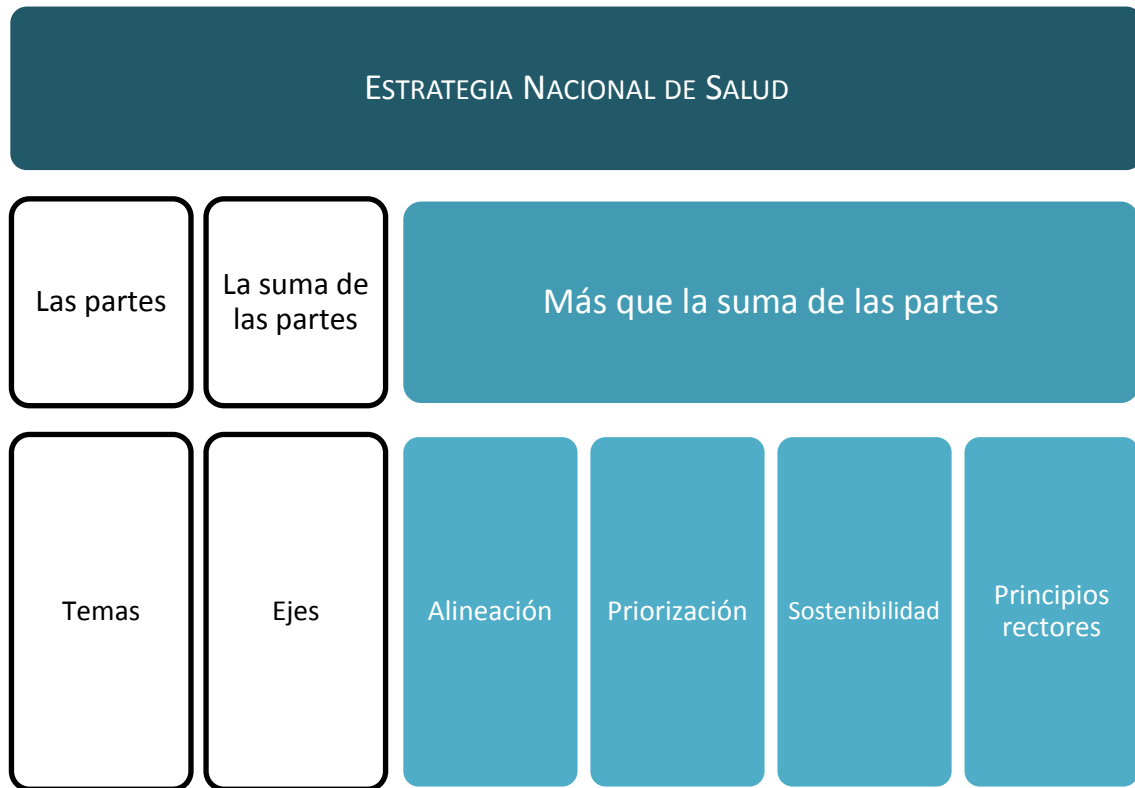 Estrategia Nacional de Salud
Las partes
La suma de
las partes
Más que la suma de las partes
Temas
Ejes
Alineación
Priorización
Sostenibilidad
Principios
rectores